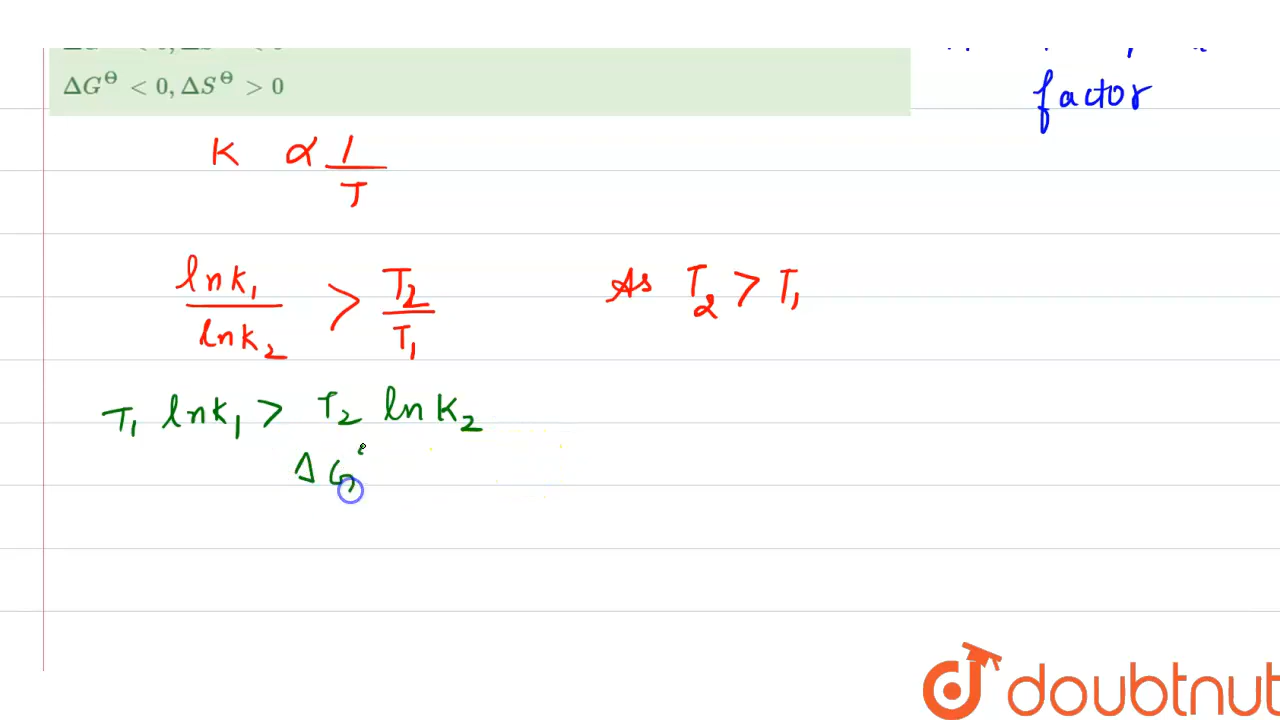 ΔG^Θ < 0, ΔS^Θ > 0
factor
K α 1/T
ln K₁ / ln K₂ > T₂ / T₁ As T₂ > T₁
T₁ ln K₁ > T₂ ln K₂
ΔG
doubtnut